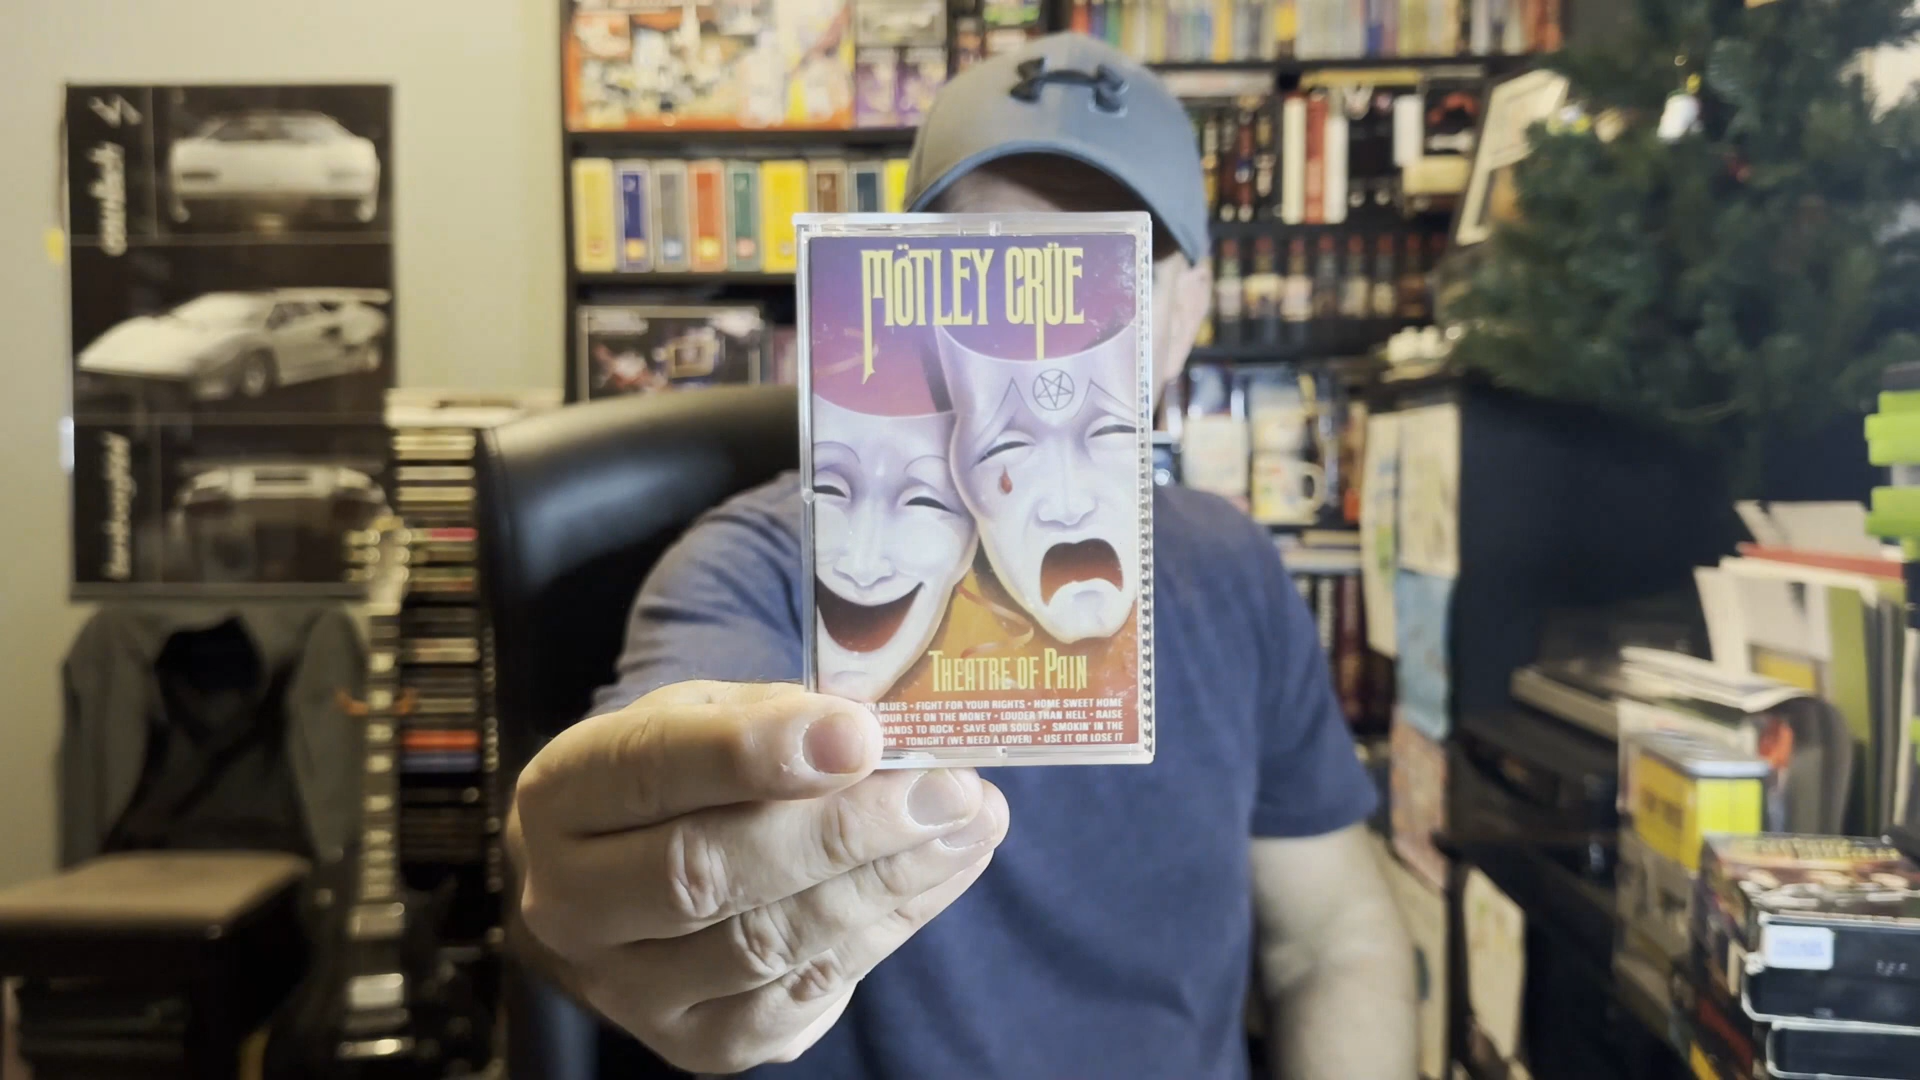 MÖTLEY CRÜE
THEATRE OF PAIN
BLUES • FIGHT FOR YOUR RIGHTS • HOME SWEET HOME
YOUR EYE ON THE MONEY • LOUDER THAN HELL • RAISE
HANDS TO ROCK • SAVE OUR SOULS • SMOKIN' IN THE
• TONIGHT (WE NEED A LOVER) • USE IT OR LOSE IT
countach
lamborghini